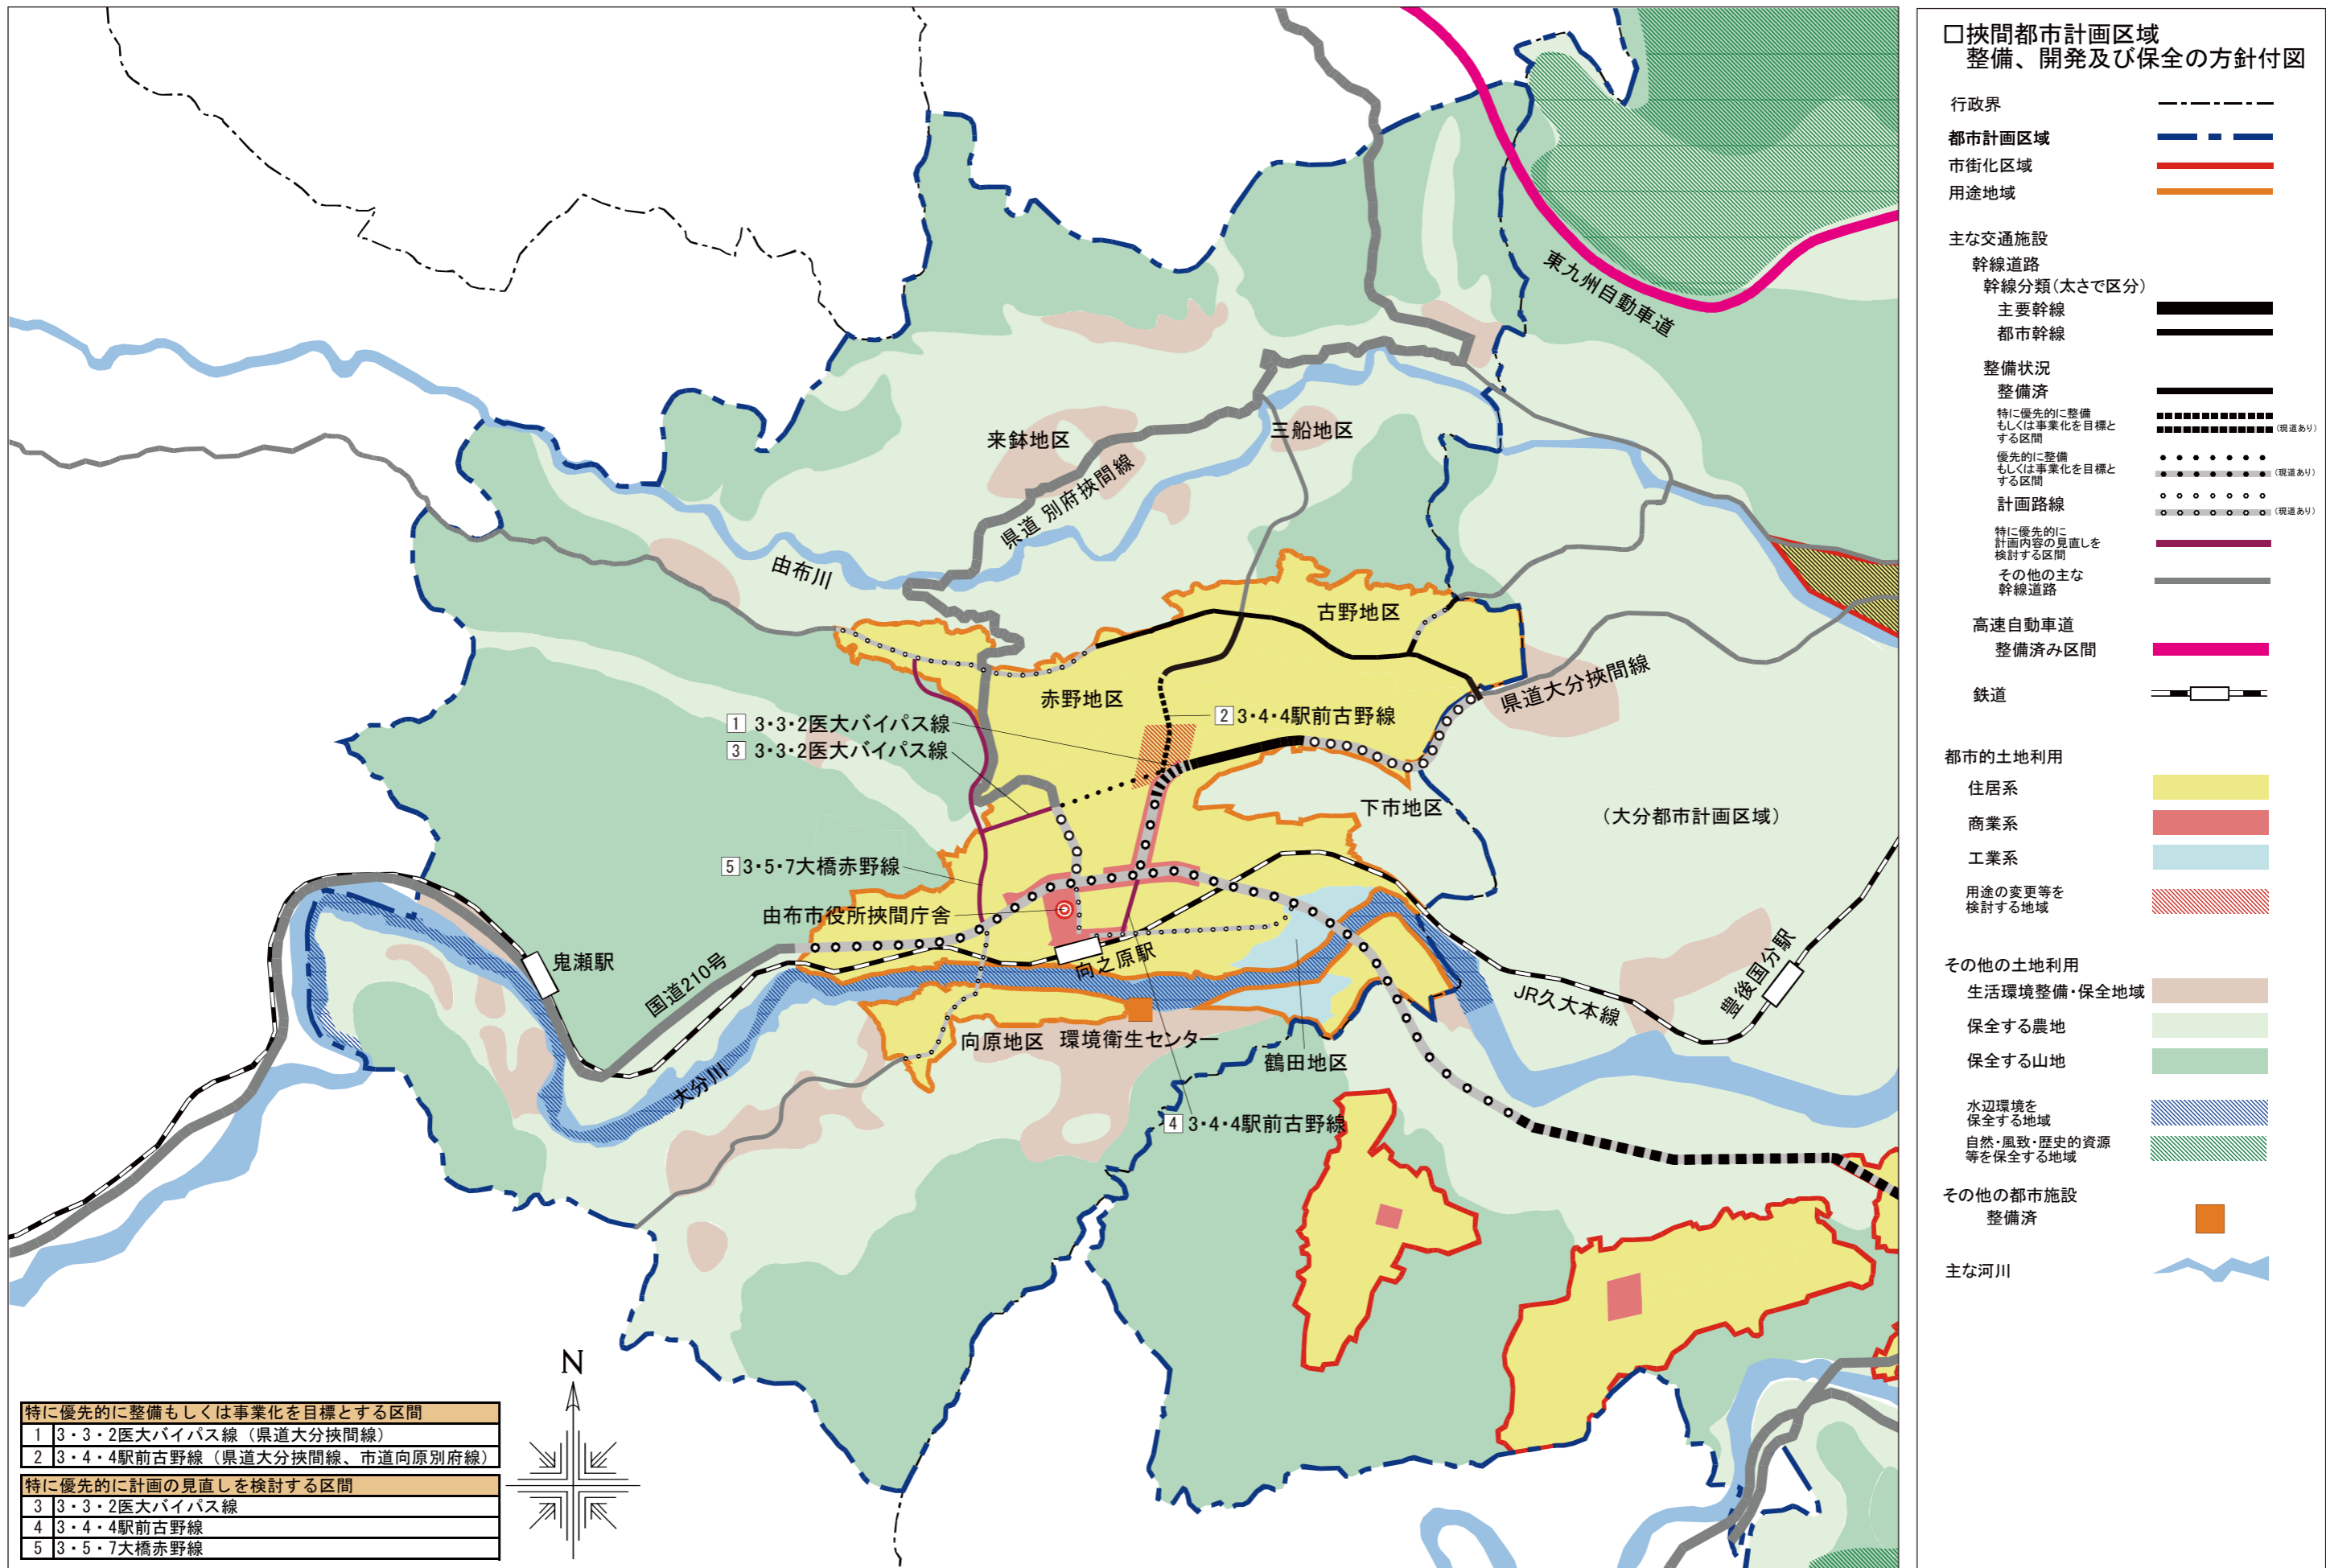 □挾間都市計画区域
整備、開発及び保全の方針付図
行政界
都市計画区域
市街化区域
用途地域
主な交通施設
幹線道路
幹線分類(太さで区分)
主要幹線
都市幹線
整備状況
整備済
特に優先的に整備
もしくは事業化を目標と
する区間
(現道あり)
優先的に整備
もしくは事業化を目標と
する区間
(現道あり)
計画路線
(現道あり)
特に優先的に
計画内容の見直しを
検討する区間
その他の主な
幹線道路
高速自動車道
整備済み区間
鉄道
都市的土地利用
住居系
商業系
工業系
用途の変更等を
検討する地域
その他の土地利用
生活環境整備・保全地域
保全する農地
保全する山地
水辺環境を
保全する地域
自然・風致・歴史的資源
等を保全する地域
その他の都市施設
整備済
主な河川
東九州自動車道
来鉢地区
三船地区
県道 別府挾間線
由布川
古野地区
赤野地区
県道大分挾間線
1 3・3・2医大バイパス線
2 3・4・4駅前古野線
3 3・3・2医大バイパス線
下市地区
(大分都市計画区域)
5 3・5・7大橋赤野線
由布市役所挾間庁舎
鬼瀬駅
国道210号
向之原駅
JR久大本線
豊後国分駅
向原地区
環境衛生センター
鶴田地区
大分川
4 3・4・4駅前古野線
N
特に優先的に整備もしくは事業化を目標とする区間
1 3・3・2医大バイパス線（県道大分挾間線）
2 3・4・4駅前古野線（県道大分挾間線、市道向原別府線）
特に優先的に計画の見直しを検討する区間
3 3・3・2医大バイパス線
4 3・4・4駅前古野線
5 3・5・7大橋赤野線